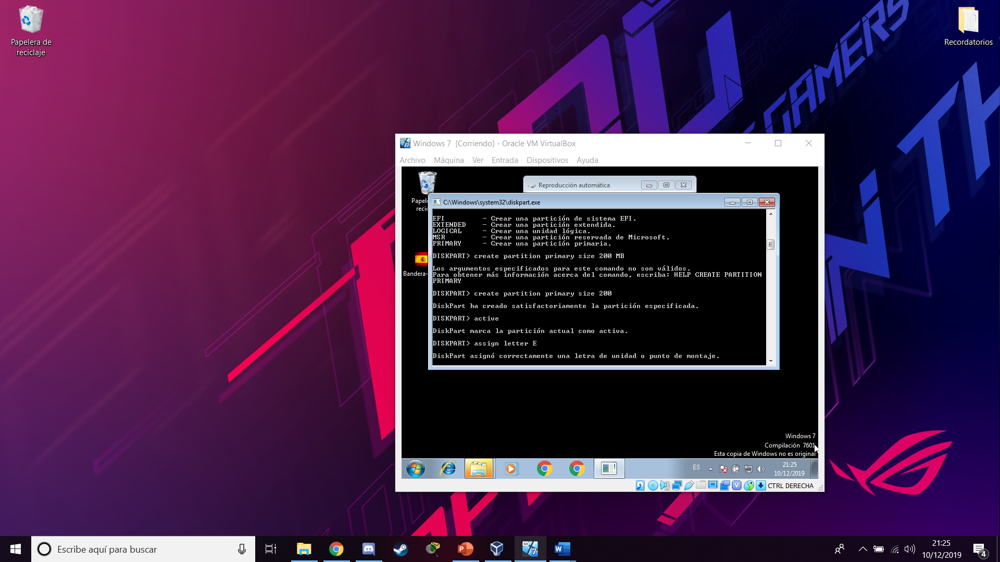 Papelera de
reciclaje
Recordatorios
GAMERS
Windows 7 [Corriendo] - Oracle VM VirtualBox
Archivo Máquina Ver Entrada Dispositivos Ayuda
Reproducción automática
Papel
reci
C:\Windows\system32\diskpart.exe
EFI - Crear una partición de sistema EFI.
EXTENDED - Crear una partición extendida.
LOGICAL - Crear una unidad lógica.
MSR - Crear una partición reservada de Microsoft.
PRIMARY - Crear una partición primaria.
DISKPART> create partition primary size 200 MB
Los argumentos especificados para este comando no son válidos.
Para obtener más información acerca del comando, escriba: HELP CREATE PARTITION
PRIMARY
DISKPART> create partition primary size 200
DiskPart ha creado satisfactoriamente la partición especificada.
DISKPART> active
DiskPart marca la partición actual como activa.
DISKPART> assign letter E
DiskPart asignó correctamente una letra de unidad o punto de montaje.
Bandera-
Windows 7
Compilación 7601
Esta copia de Windows no es original
ES
21:25
10/12/2019
CTRL DERECHA
Escribe aquí para buscar
21:25
10/12/2019
4